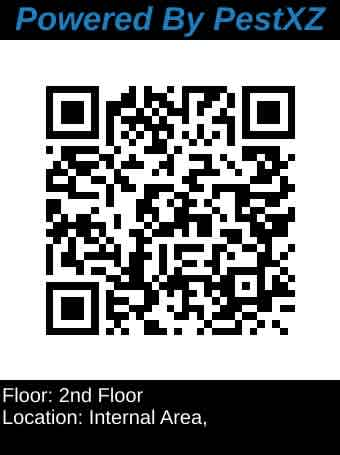 Powered By PestXZ
Floor: 2nd Floor
Location: Internal Area,